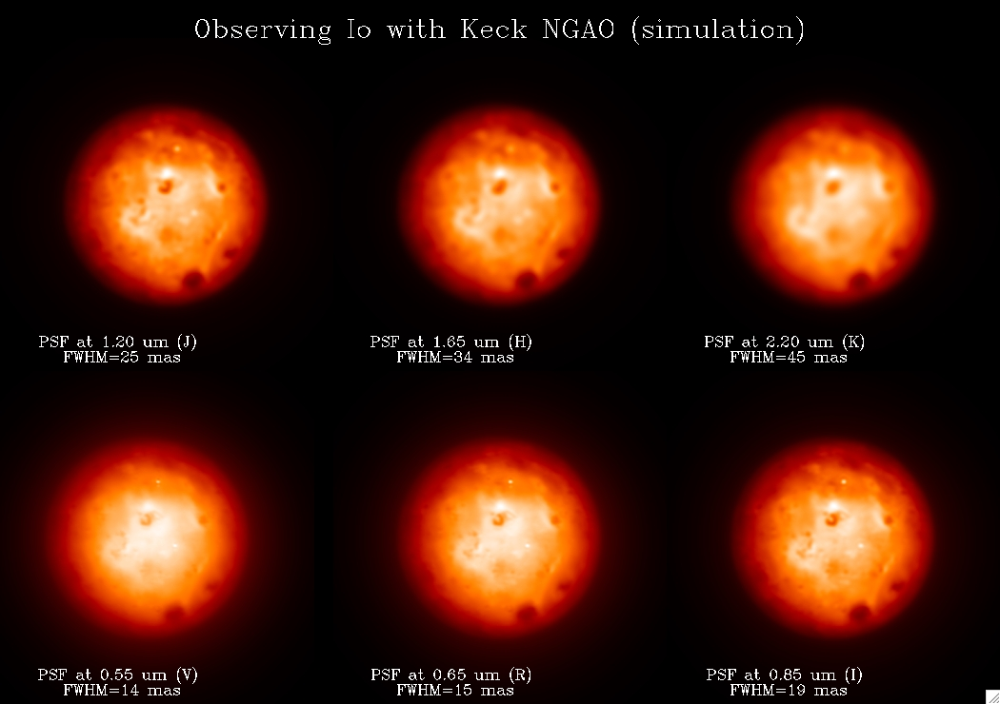 Observing Io with Keck NGAO (simulation)
PSF at 1.20 um (J)
FWHM=25 mas
PSF at 1.65 um (H)
FWHM=34 mas
PSF at 2.20 um (K)
FWHM=45 mas
PSF at 0.55 um (V)
FWHM=14 mas
PSF at 0.65 um (R)
FWHM=15 mas
PSF at 0.85 um (I)
FWHM=19 mas